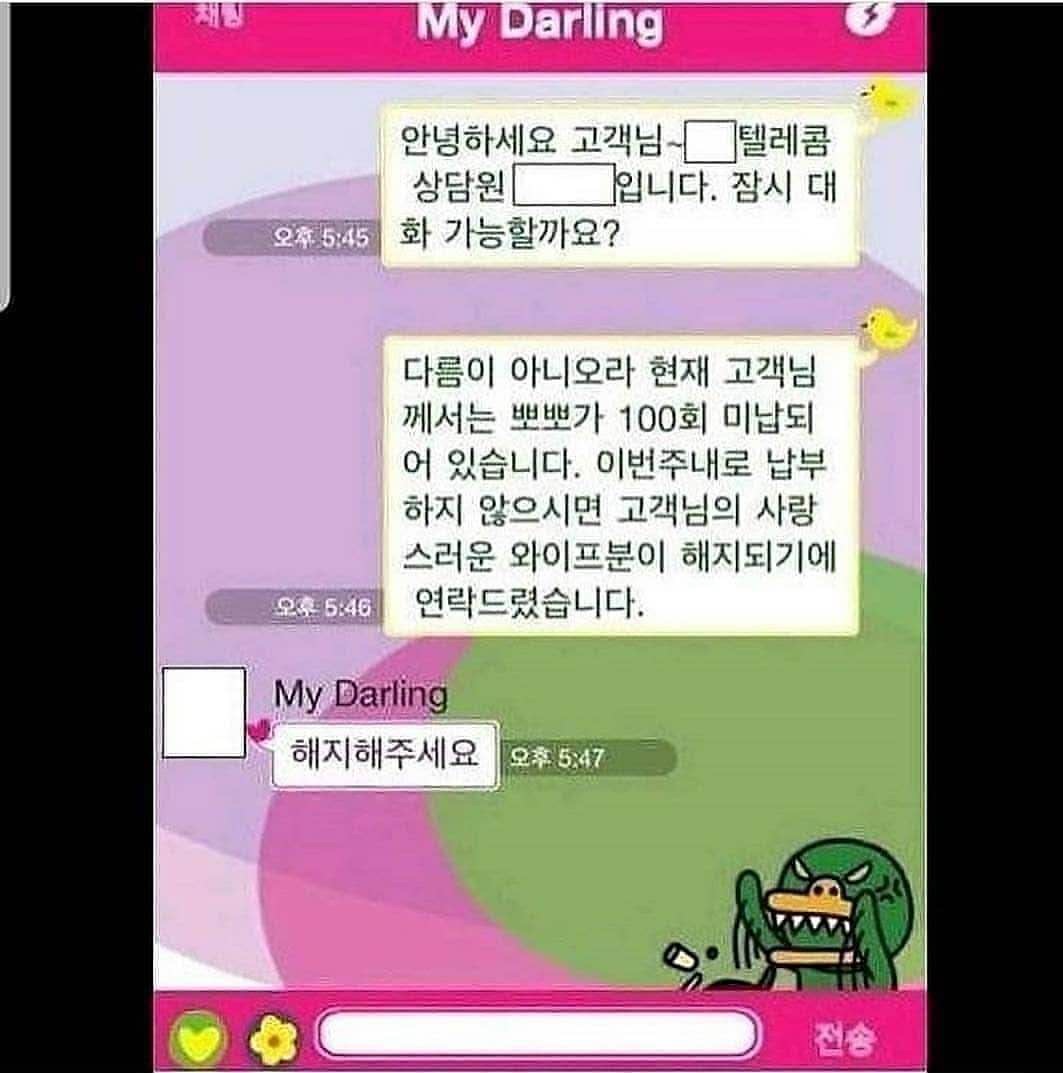 채팅
My Darling
안녕하세요 고객님~ 텔레콤
상담원 입니다. 잠시 대
화 가능할까요?
오후 5:45
다름이 아니오라 현재 고객님
께서는 뽀뽀가 100회 미납되
어 있습니다. 이번주내로 납부
하지 않으시면 고객님의 사랑
스러운 와이프분이 해지되기에
연락드렸습니다.
오후 5:46
My Darling
해지해주세요
오후 5:47
전송